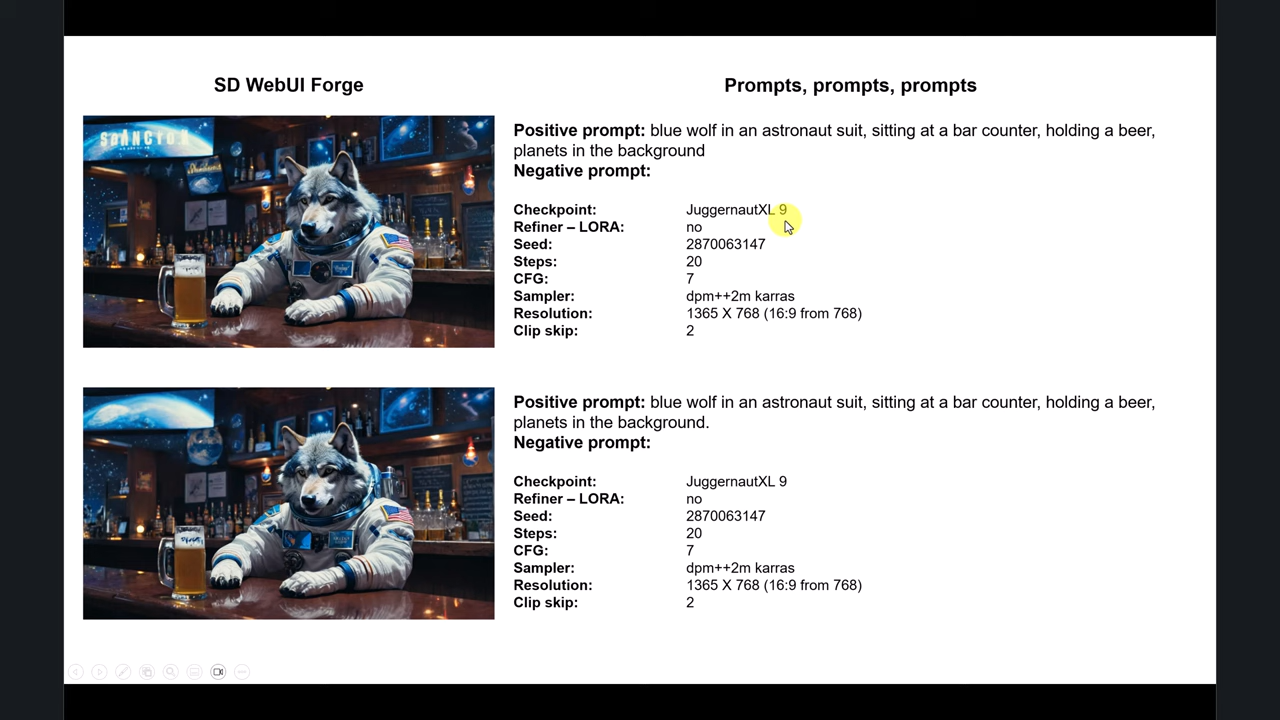 SD WebUI Forge
Prompts, prompts, prompts
SpANCroN
Positive prompt: blue wolf in an astronaut suit, sitting at a bar counter, holding a beer,
planets in the background
Negative prompt:
Checkpoint: JuggernautXL 9
Refiner – LORA: no
Seed: 2870063147
Steps: 20
CFG: 7
Sampler: dpm++2m karras
Resolution: 1365 X 768 (16:9 from 768)
Clip skip: 2
Positive prompt: blue wolf in an astronaut suit, sitting at a bar counter, holding a beer,
planets in the background.
Negative prompt:
Checkpoint: JuggernautXL 9
Refiner – LORA: no
Seed: 2870063147
Steps: 20
CFG: 7
Sampler: dpm++2m karras
Resolution: 1365 X 768 (16:9 from 768)
Clip skip: 2